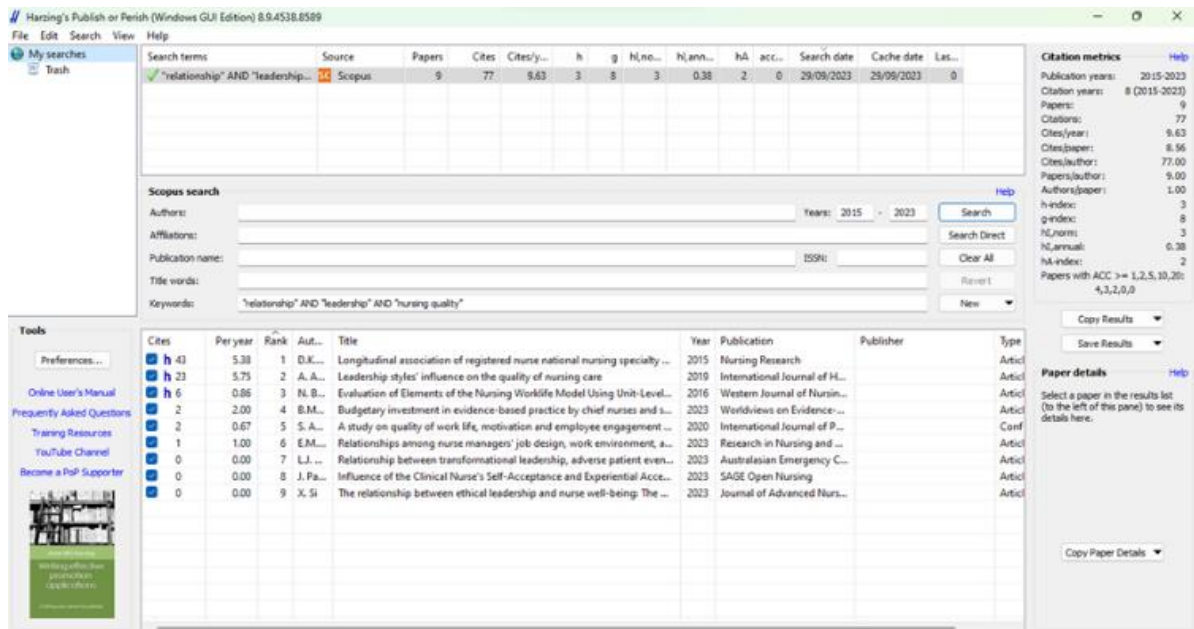 Harzing's Publish or Perish (Windows GUI Edition) 8.9.4538.8589
File Edit Search View Help
My searches
Trash
Search terms Source Papers Cites Cites/y... h g hI,no... hI,ann... hA acc... Search date Cache date Las...
"relationship" AND "leadership... Scopus 9 77 9.63 3 8 3 0.38 2 0 29/09/2023 29/09/2023 0
Scopus search Help
Authors: Years: 2015 - 2023 Search
Affiliations: Search Direct
Publication name: ISSN: Clear All
Title words: Revert
Keywords: "relationship" AND "leadership" AND "nursing quality" New
Tools
Preferences...
Online User's Manual
Frequently Asked Questions
Training Resources
YouTube Channel
Become a PoP Supporter
Writing effective
promotion
applications
Cites Per year Rank Aut... Title Year Publication Publisher Type
h 43 5.38 1 D.K.... Longitudinal association of registered nurse national nursing specialty ... 2015 Nursing Research Articl
h 23 5.75 2 A. A... Leadership styles' influence on the quality of nursing care 2019 International Journal of H... Articl
h 6 0.86 3 N. B... Evaluation of Elements of the Nursing Worklife Model Using Unit-Level... 2016 Western Journal of Nursin... Articl
2 2.00 4 B.M... Budgetary investment in evidence-based practice by chief nurses and s... 2023 Worldviews on Evidence-... Articl
2 0.67 5 S. A... A study on quality of work life, motivation and employee engagement ... 2020 International Journal of P... Conf
1 1.00 6 E.M.... Relationships among nurse managers' job design, work environment, a... 2023 Research in Nursing and ... Articl
0 0.00 7 L.J. ... Relationship between transformational leadership, adverse patient even... 2023 Australasian Emergency C... Articl
0 0.00 8 J. Pa... Influence of the Clinical Nurse's Self-Acceptance and Experiential Acce... 2023 SAGE Open Nursing Articl
0 0.00 9 X. Si The relationship between ethical leadership and nurse well-being: The ... 2023 Journal of Advanced Nurs... Articl
Citation metrics Help
Publication years: 2015-2023
Citation years: 8 (2015-2023)
Papers: 9
Citations: 77
Cites/year: 9.63
Cites/paper: 8.56
Cites/author: 77.00
Papers/author: 9.00
Authors/paper: 1.00
h-index: 3
g-index: 8
hI,norm: 3
hI,annual: 0.38
hA-index: 2
Papers with ACC >= 1,2,5,10,20:
4,3,2,0,0
Copy Results
Save Results
Paper details Help
Select a paper in the results list
(to the left of this pane) to see its
details here.
Copy Paper Details